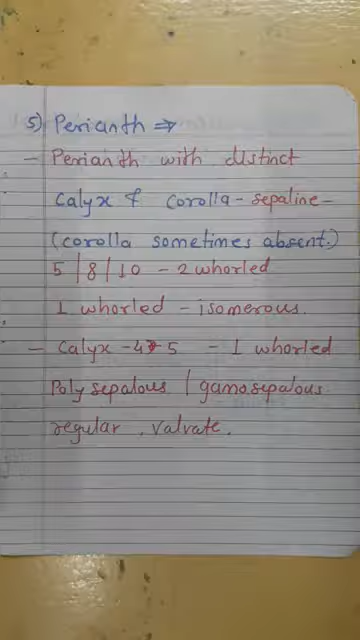 5) Perianth ⇒
- Perianth with distinct
Calyx & Corolla - sepaline -
(corolla sometimes absent.)
5 / 8 / 10 - 2 whorled
1 whorled - isomerous.
- Calyx - 4 5 - 1 whorled
Polysepalous / gamosepalous
regular, valvate.